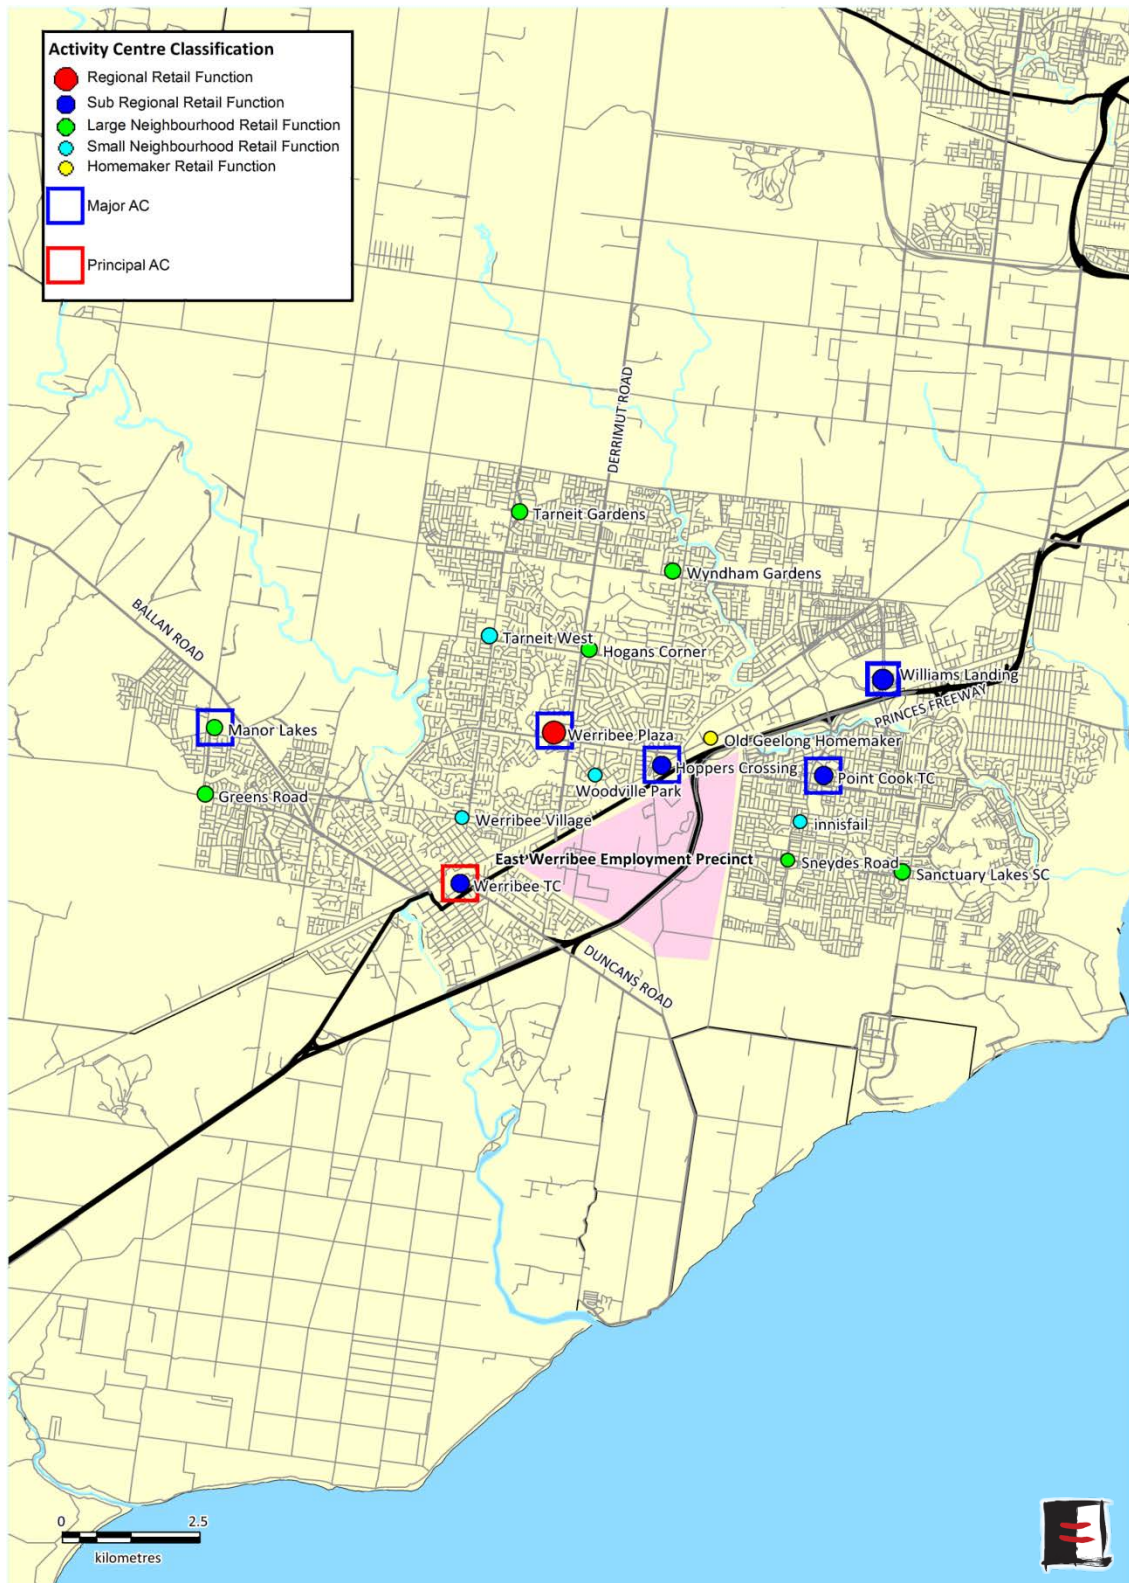 Activity Centre Classification
Regional Retail Function
Sub Regional Retail Function
Large Neighbourhood Retail Function
Small Neighbourhood Retail Function
Homemaker Retail Function
Major AC
Principal AC
DERRIMUT ROAD
Tarneit Gardens
Wyndham Gardens
BALLAN ROAD
Tarneit West
Hogans Corner
Williams Landing
PRINCES FREEWAY
Manor Lakes
Werribee Plaza
Old Geelong Homemaker
Hoppers Crossing
Point Cook TC
Woodville Park
Greens Road
Werribee Village
innisfail
East Werribee Employment Precinct
Sneydes Road
Sanctuary Lakes SC
Werribee TC
DUNCANS ROAD
0 2.5
kilometres